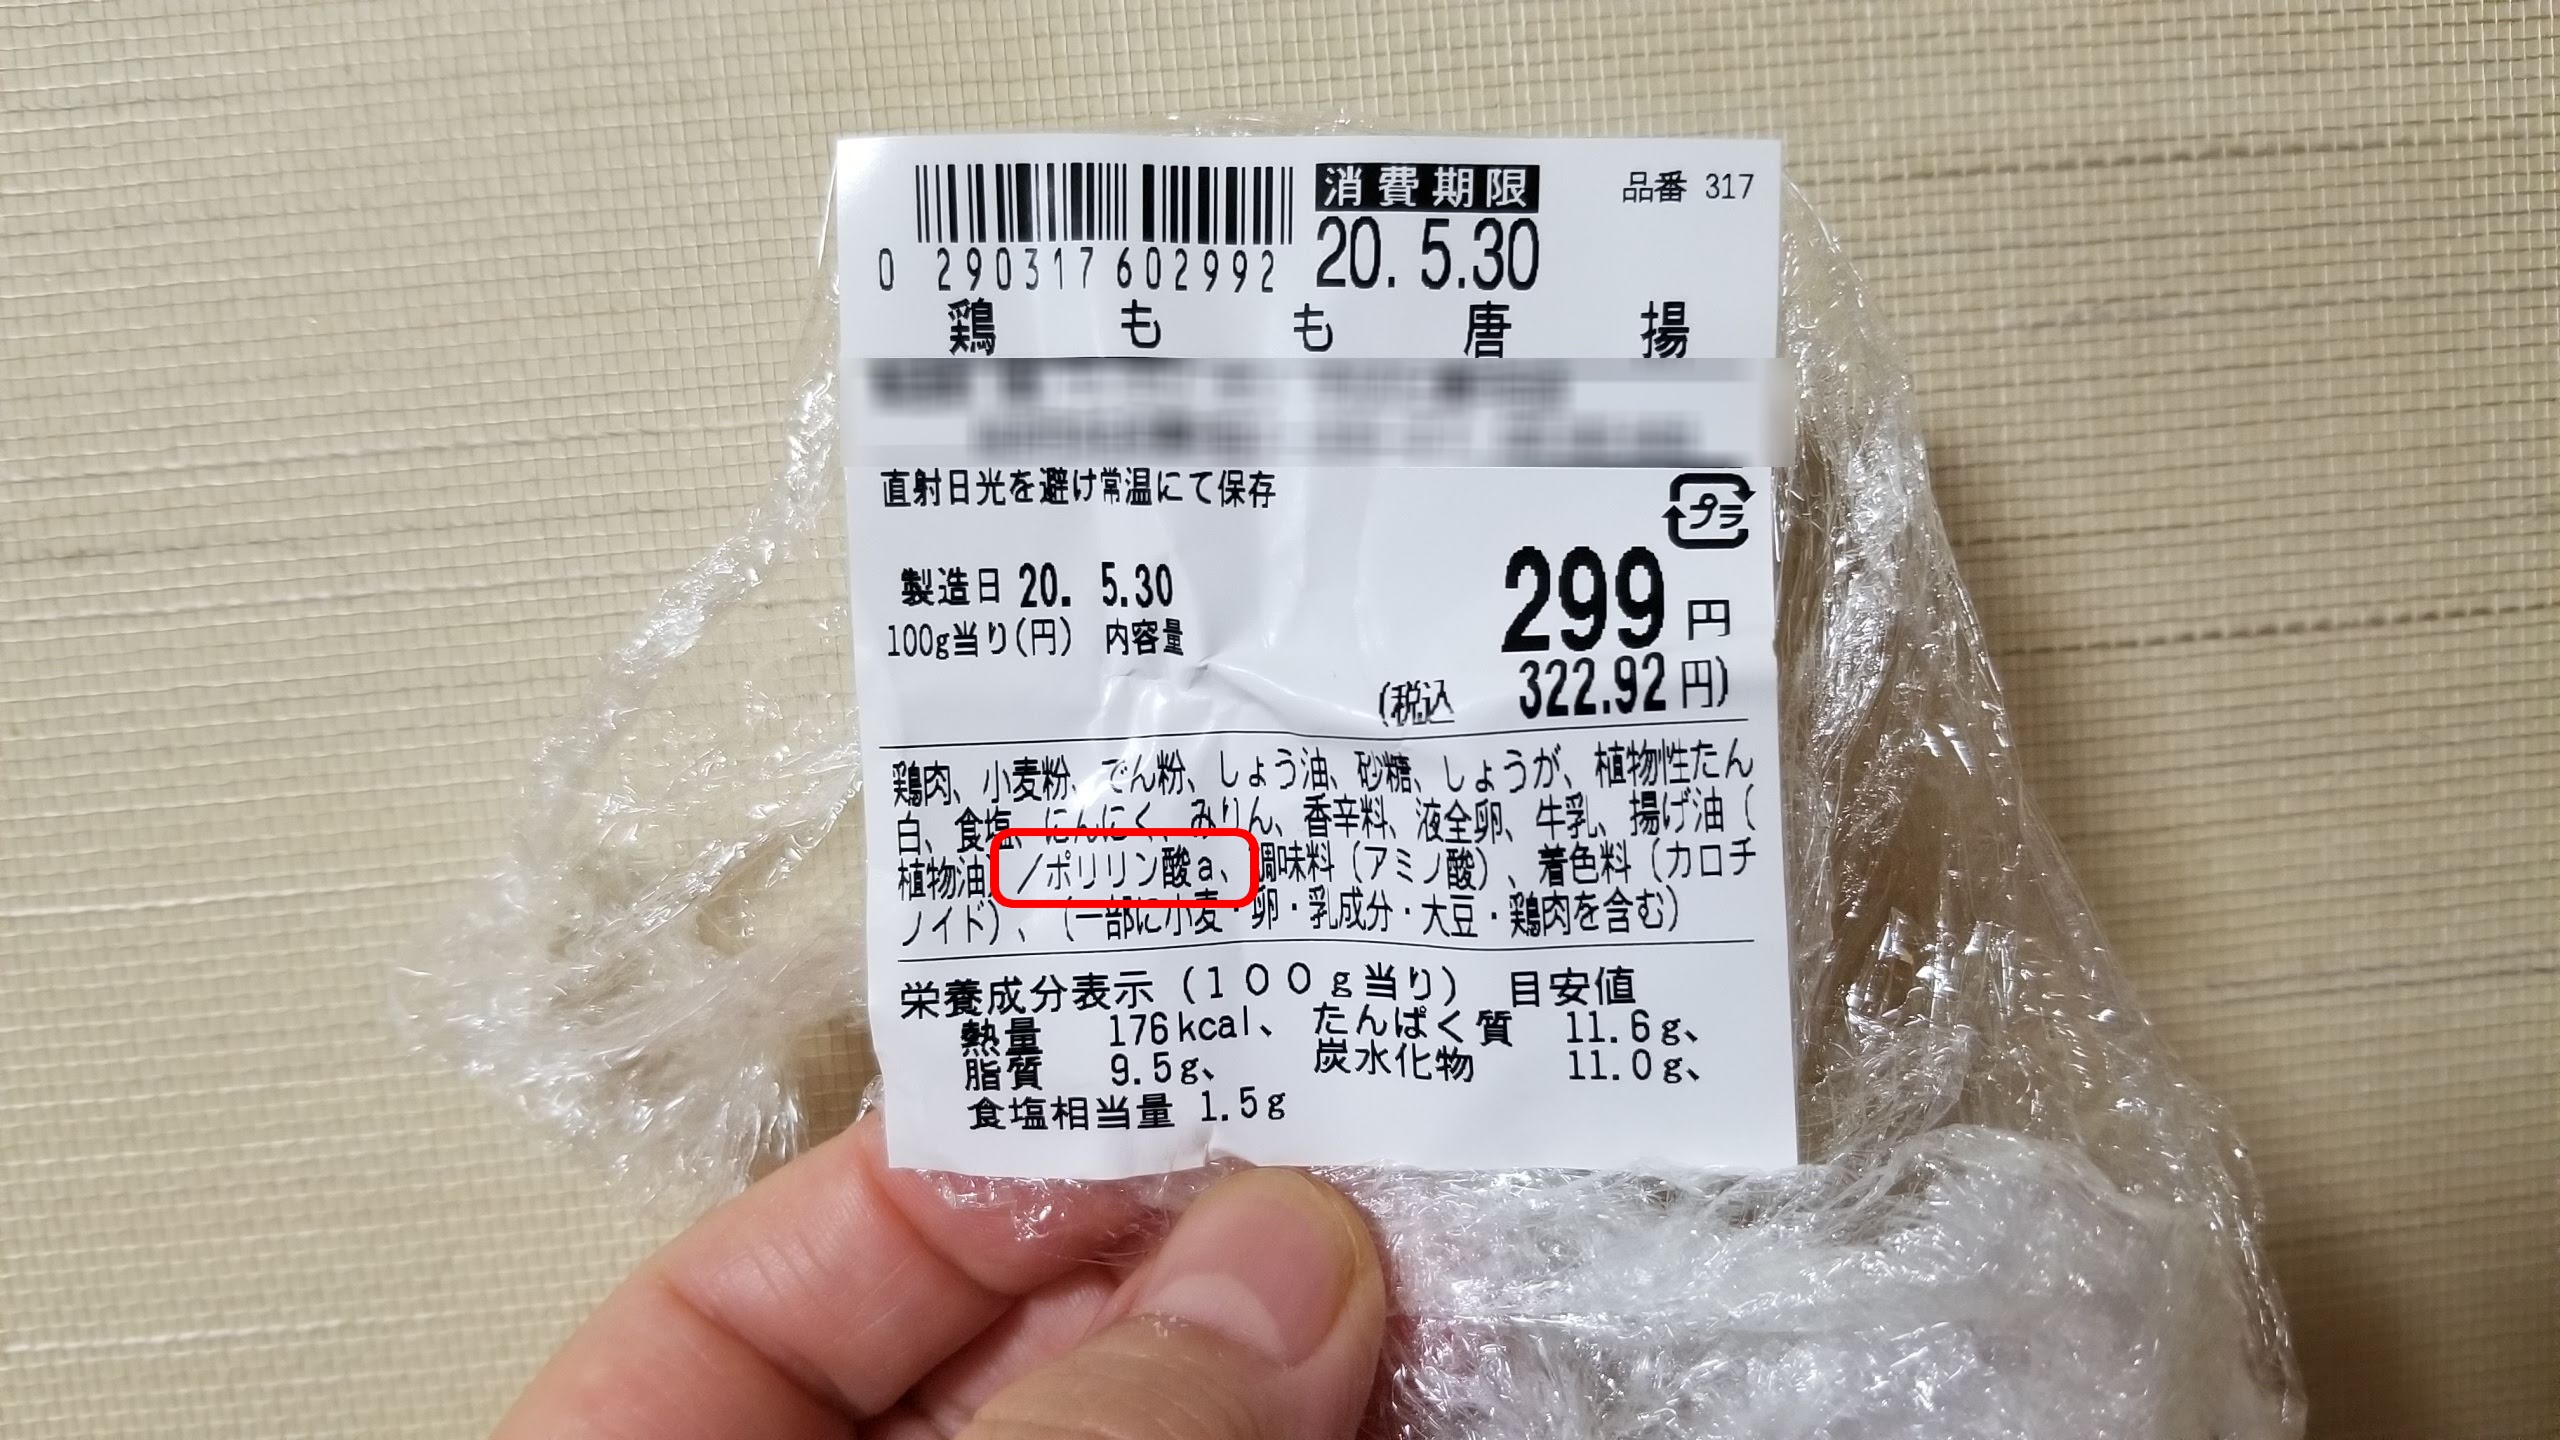 消費期限 品番 317
0 290317 602992 20. 5.30
鶏もも唐揚
直射日光を避け常温にて保存
プラ
製造日 20. 5.30
299円
100g当り(円) 内容量
(税込 322.92円)
鶏肉、小麦粉、でん粉、しょう油、砂糖、しょうが、植物性たん
白、食塩、にんにく、みりん、香辛料、液全卵、牛乳、揚げ油(
植物油)/ポリリン酸a、調味料(アミノ酸)、着色料(カロチ
ノイド)、(一部に小麦・卵・乳成分・大豆・鶏肉を含む)
栄養成分表示(100g当り) 目安値
熱量 176kcal、たんぱく質 11.6g、
脂質 9.5g、炭水化物 11.0g、
食塩相当量 1.5g